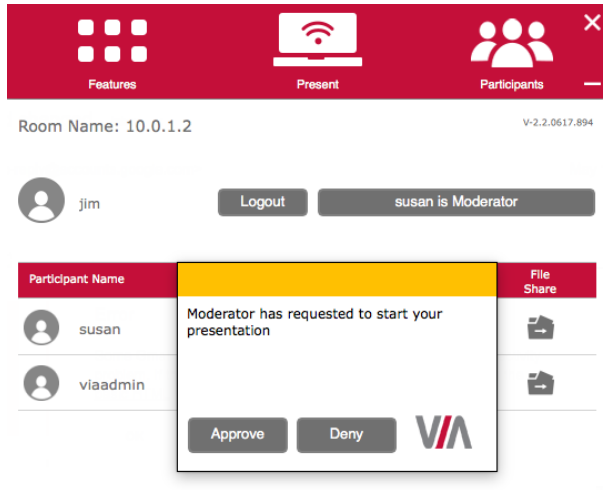 Features
Present
Participants
Room Name: 10.0.1.2
V-2.2.0617.894
jim
Logout
susan is Moderator
Participant Name
File
Share
susan
viaadmin
Moderator has requested to start your
presentation
Approve
Deny
VIA